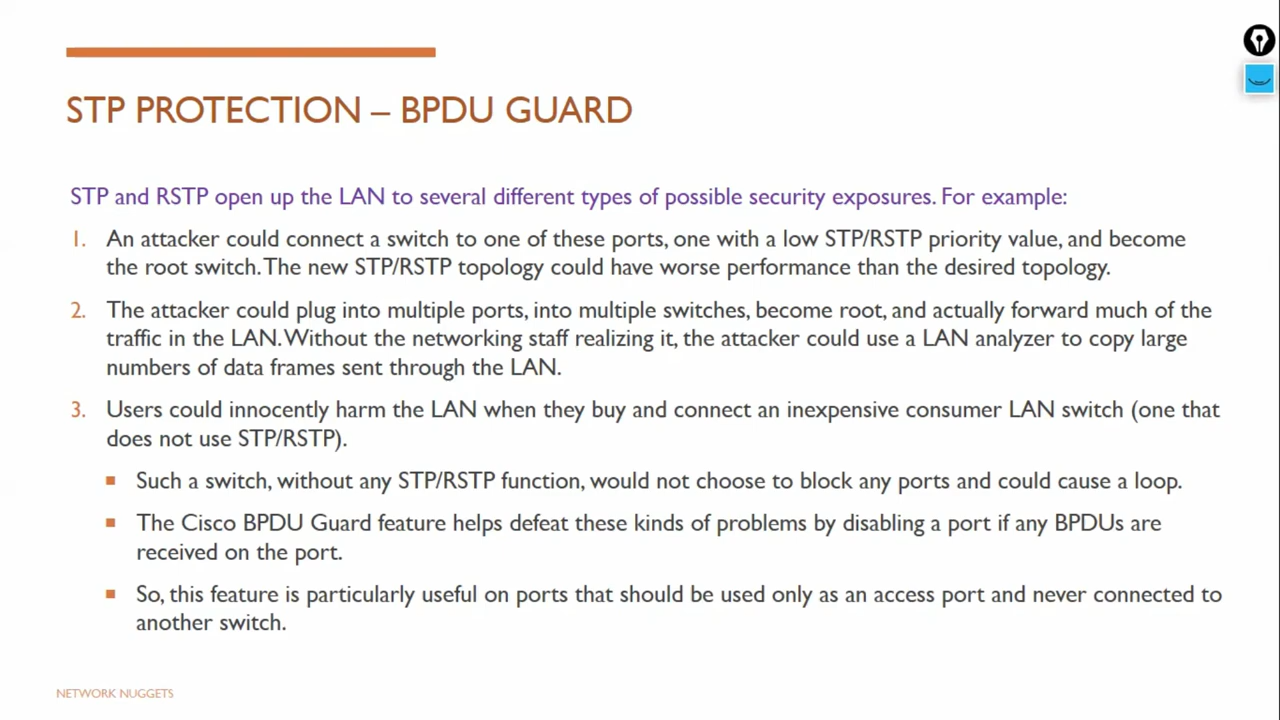 STP PROTECTION – BPDU GUARD
STP and RSTP open up the LAN to several different types of possible security exposures. For example:
1. An attacker could connect a switch to one of these ports, one with a low STP/RSTP priority value, and become
the root switch. The new STP/RSTP topology could have worse performance than the desired topology.
2. The attacker could plug into multiple ports, into multiple switches, become root, and actually forward much of the
traffic in the LAN. Without the networking staff realizing it, the attacker could use a LAN analyzer to copy large
numbers of data frames sent through the LAN.
3. Users could innocently harm the LAN when they buy and connect an inexpensive consumer LAN switch (one that
does not use STP/RSTP).
■ Such a switch, without any STP/RSTP function, would not choose to block any ports and could cause a loop.
■ The Cisco BPDU Guard feature helps defeat these kinds of problems by disabling a port if any BPDUs are
received on the port.
■ So, this feature is particularly useful on ports that should be used only as an access port and never connected to
another switch.
NETWORK NUGGETS